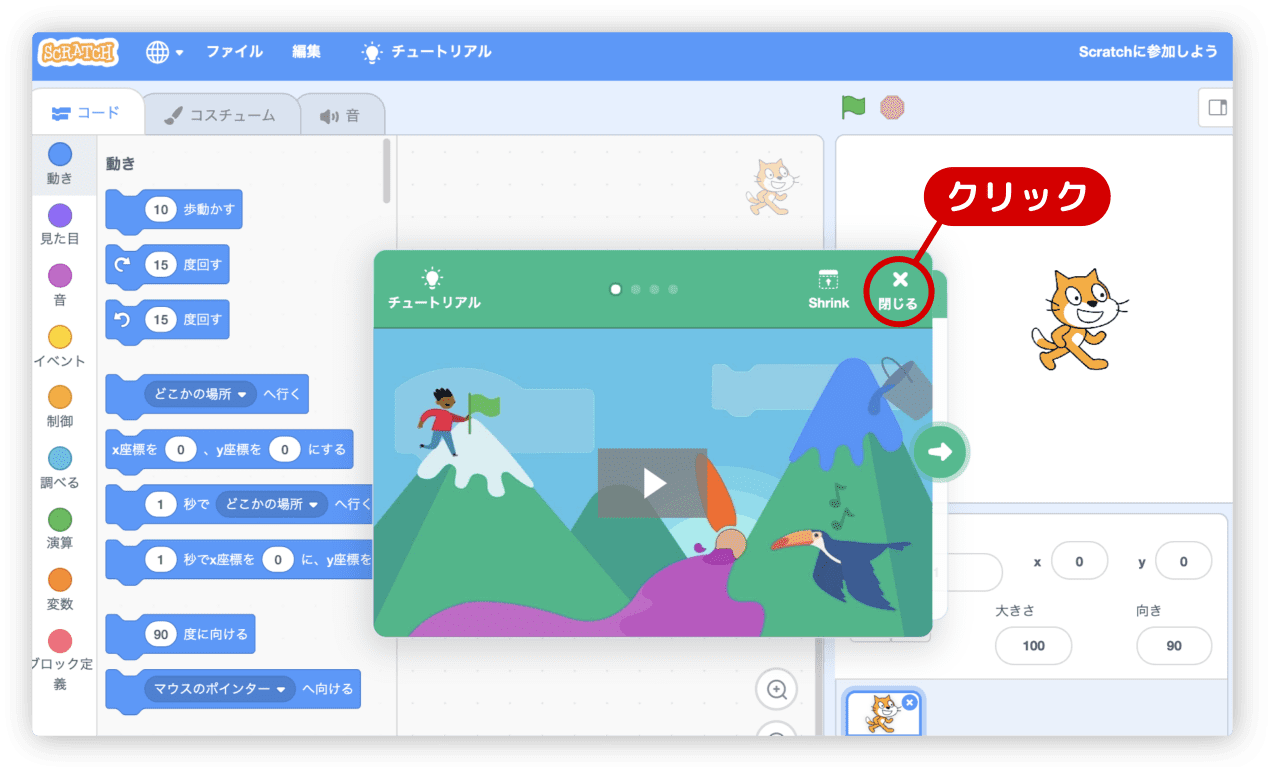 SCRATCH
ファイル
編集
チュートリアル
Scratchに参加しよう
コード
コスチューム
音
動き
見た目
音
イベント
制御
調べる
演算
変数
ブロック定
義
動き
10 歩動かす
15 度回す
15 度回す
どこかの場所 へ行く
x座標を 0 、y座標を 0 にする
1 秒で どこかの場所 へ行く
1 秒でx座標を 0 に、y座標を
90 度に向ける
マウスのポインター へ向ける
チュートリアル
Shrink
閉じる
クリック
x 0 y 0
大きさ 向き
100 90